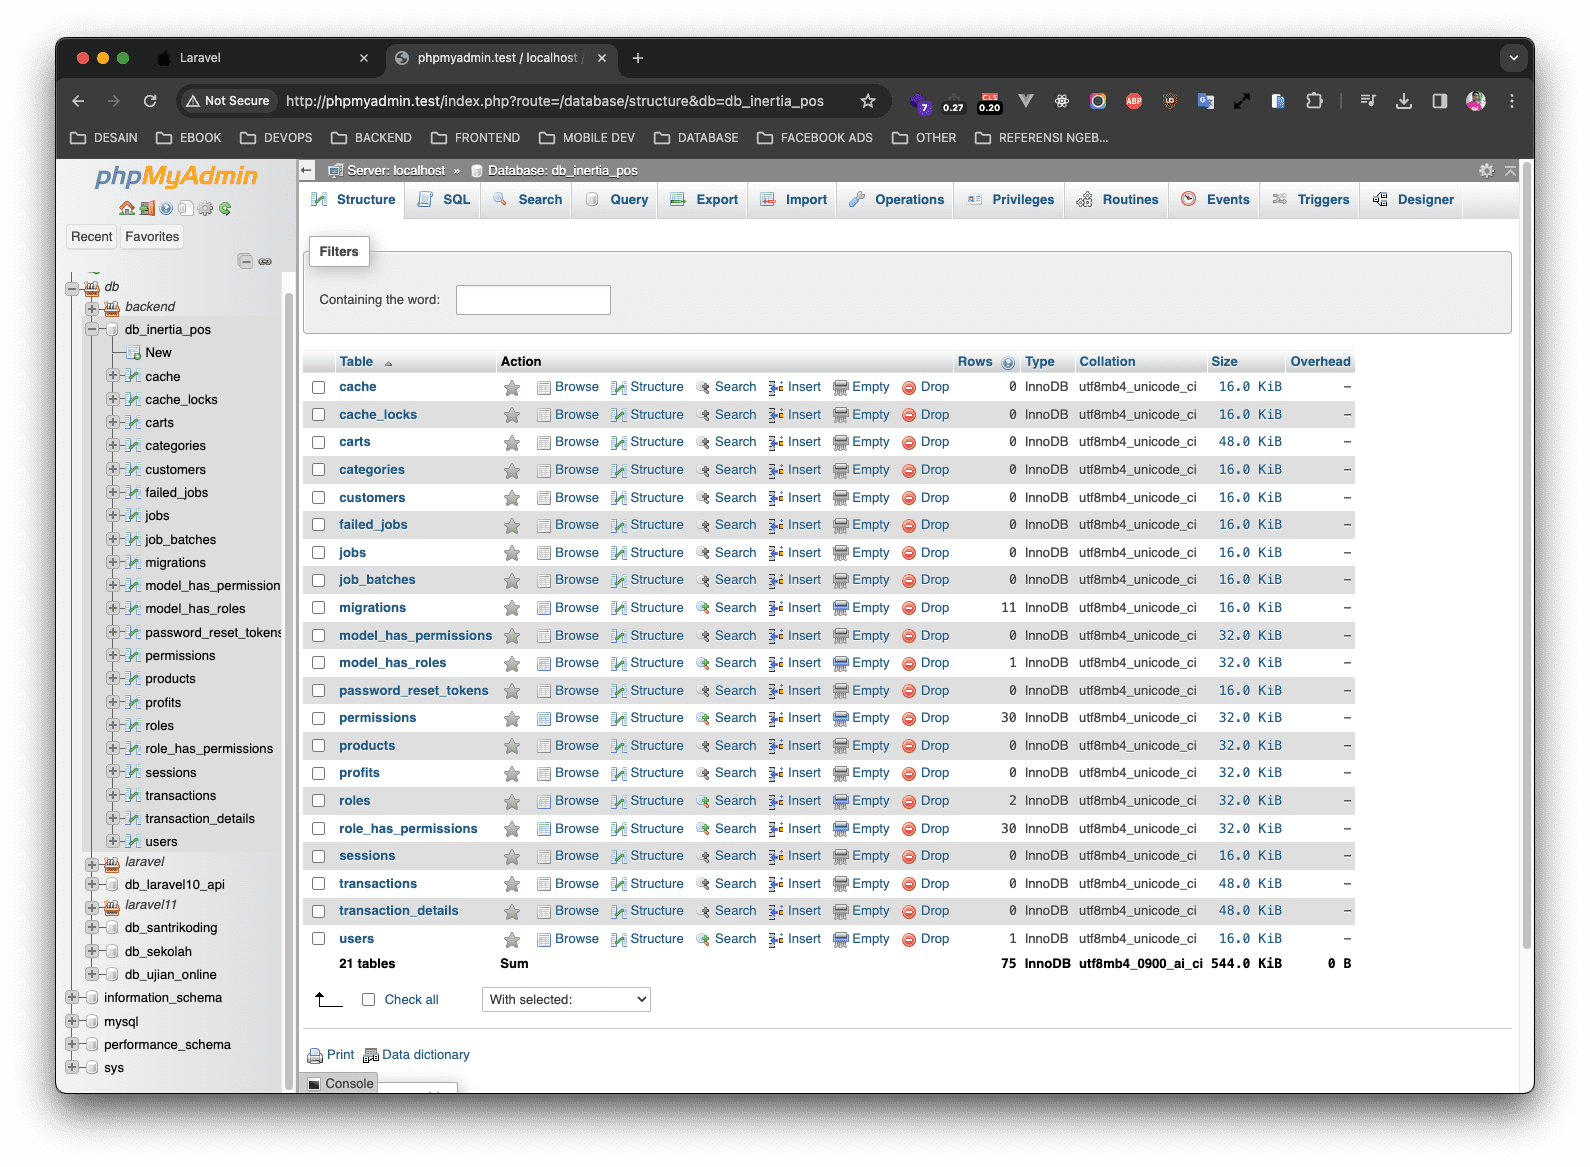 Laravel
phpmyadmin.test / localhost /
Not Secure
http://phpmyadmin.test/index.php?route=/database/structure&db=db_inertia_pos
7
0.27
CLS
0.20
ABP
DESAIN EBOOK DEVOPS BACKEND FRONTEND MOBILE DEV DATABASE FACEBOOK ADS OTHER REFERENSI NGEB...
phpMyAdmin
Recent Favorites
db
backend
db_inertia_pos
New
cache
cache_locks
carts
categories
customers
failed_jobs
jobs
job_batches
migrations
model_has_permission
model_has_roles
password_reset_tokens
permissions
products
profits
roles
role_has_permissions
sessions
transactions
transaction_details
users
laravel
db_laravel10_api
laravel11
db_santrikoding
db_sekolah
db_ujian_online
information_schema
mysql
performance_schema
sys
Server: localhost » Database: db_inertia_pos
Structure SQL Search Query Export Import Operations Privileges Routines Events Triggers Designer
Filters
Containing the word:
Table Action Rows Type Collation Size Overhead
cache Browse Structure Search Insert Empty Drop 0 InnoDB utf8mb4_unicode_ci 16.0 KiB –
cache_locks Browse Structure Search Insert Empty Drop 0 InnoDB utf8mb4_unicode_ci 16.0 KiB –
carts Browse Structure Search Insert Empty Drop 0 InnoDB utf8mb4_unicode_ci 48.0 KiB –
categories Browse Structure Search Insert Empty Drop 0 InnoDB utf8mb4_unicode_ci 16.0 KiB –
customers Browse Structure Search Insert Empty Drop 0 InnoDB utf8mb4_unicode_ci 16.0 KiB –
failed_jobs Browse Structure Search Insert Empty Drop 0 InnoDB utf8mb4_unicode_ci 16.0 KiB –
jobs Browse Structure Search Insert Empty Drop 0 InnoDB utf8mb4_unicode_ci 16.0 KiB –
job_batches Browse Structure Search Insert Empty Drop 0 InnoDB utf8mb4_unicode_ci 16.0 KiB –
migrations Browse Structure Search Insert Empty Drop 11 InnoDB utf8mb4_unicode_ci 16.0 KiB –
model_has_permissions Browse Structure Search Insert Empty Drop 0 InnoDB utf8mb4_unicode_ci 32.0 KiB –
model_has_roles Browse Structure Search Insert Empty Drop 1 InnoDB utf8mb4_unicode_ci 32.0 KiB –
password_reset_tokens Browse Structure Search Insert Empty Drop 0 InnoDB utf8mb4_unicode_ci 16.0 KiB –
permissions Browse Structure Search Insert Empty Drop 30 InnoDB utf8mb4_unicode_ci 32.0 KiB –
products Browse Structure Search Insert Empty Drop 0 InnoDB utf8mb4_unicode_ci 32.0 KiB –
profits Browse Structure Search Insert Empty Drop 0 InnoDB utf8mb4_unicode_ci 32.0 KiB –
roles Browse Structure Search Insert Empty Drop 2 InnoDB utf8mb4_unicode_ci 32.0 KiB –
role_has_permissions Browse Structure Search Insert Empty Drop 30 InnoDB utf8mb4_unicode_ci 32.0 KiB –
sessions Browse Structure Search Insert Empty Drop 0 InnoDB utf8mb4_unicode_ci 16.0 KiB –
transactions Browse Structure Search Insert Empty Drop 0 InnoDB utf8mb4_unicode_ci 48.0 KiB –
transaction_details Browse Structure Search Insert Empty Drop 0 InnoDB utf8mb4_unicode_ci 48.0 KiB –
users Browse Structure Search Insert Empty Drop 1 InnoDB utf8mb4_unicode_ci 16.0 KiB –
21 tables Sum 75 InnoDB utf8mb4_0900_ai_ci 544.0 KiB 0 B
Check all With selected:
Print Data dictionary
Console